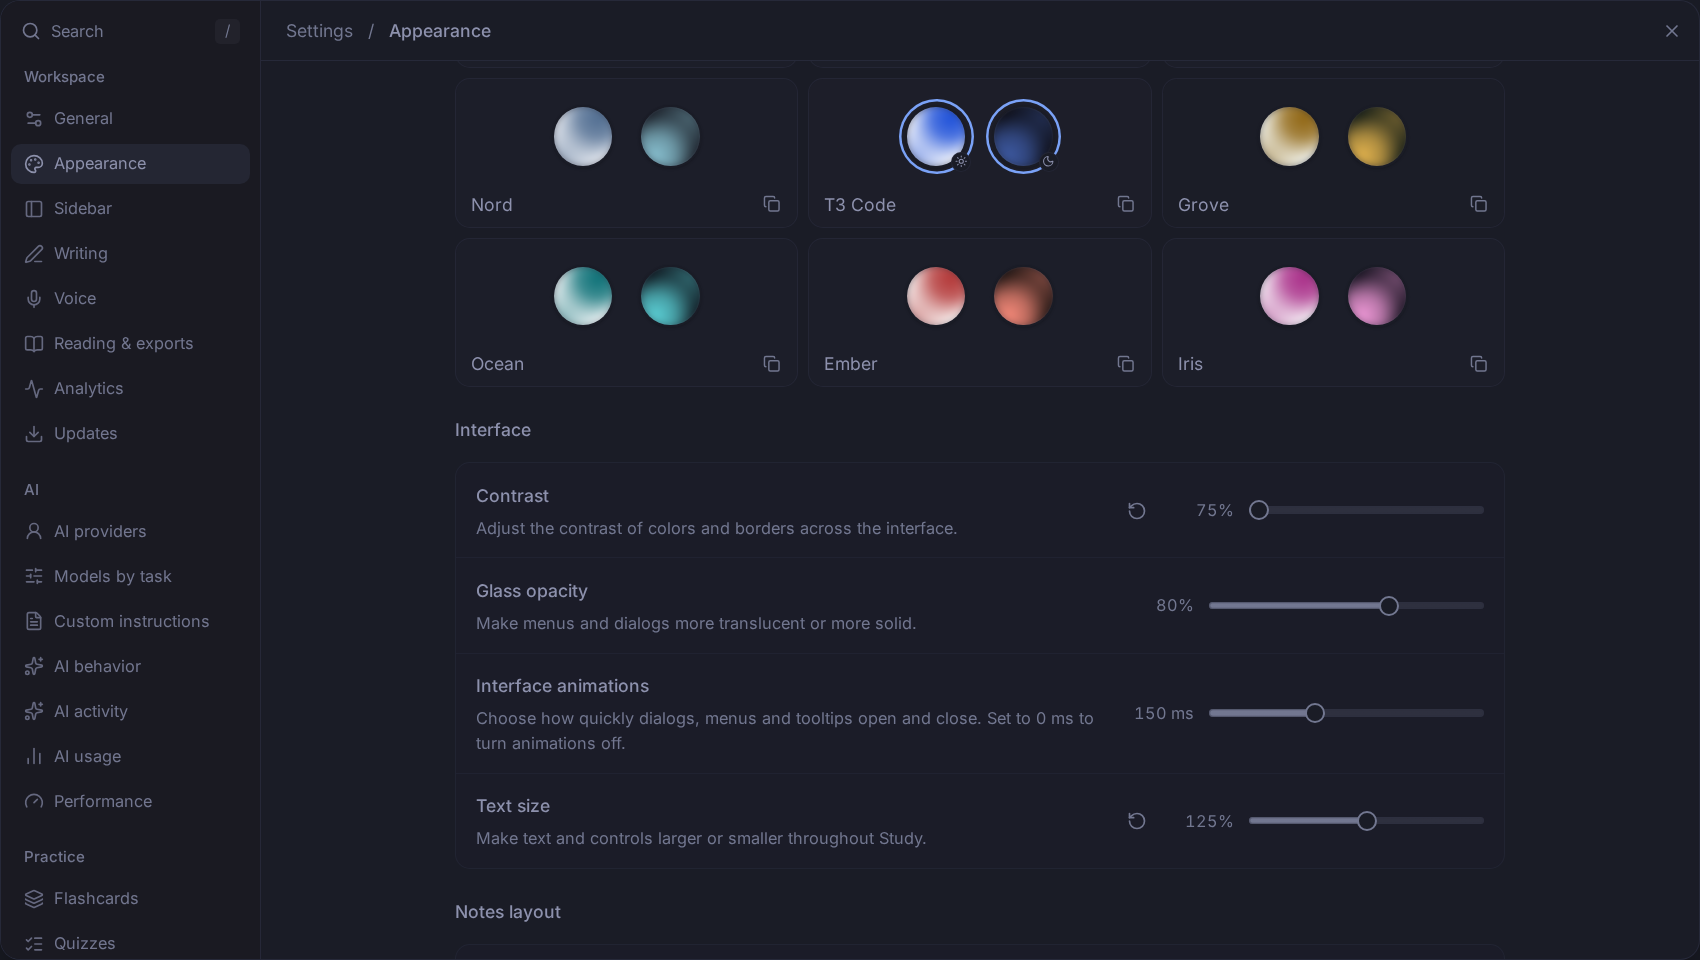 Search
/
Workspace
General
Appearance
Sidebar
Writing
Voice
Reading & exports
Analytics
Updates
AI
AI providers
Models by task
Custom instructions
AI behavior
AI activity
AI usage
Performance
Practice
Flashcards
Quizzes
Settings / Appearance
Nord
T3 Code
Grove
Ocean
Ember
Iris
Interface
Contrast
Adjust the contrast of colors and borders across the interface.
75%
Glass opacity
Make menus and dialogs more translucent or more solid.
80%
Interface animations
Choose how quickly dialogs, menus and tooltips open and close. Set to 0 ms to
turn animations off.
150 ms
Text size
Make text and controls larger or smaller throughout Study.
125%
Notes layout